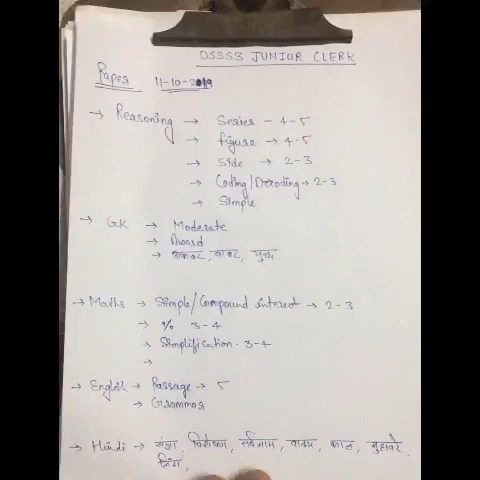 DSSSB JUNIOR CLERK
Paper 11-10-2019
→ Reasoning → Series - 4-5
→ figure → 4-5
→ Side → 2-3
→ Coding/Decoding → 2-3
→ Simple
→ GK → Moderate
→ Award
→ अकबर, बाबर, मुख्य
→ Maths → Simple/Compound interest → 2-3
→ % 3-4
→ Simplification - 3-4
→
→ English → Passage → 5
→ Grammar
→ Hindi → संज्ञा, विशेषण, सर्वनाम, वाक्य, काल, मुहावरे,
लिंग,